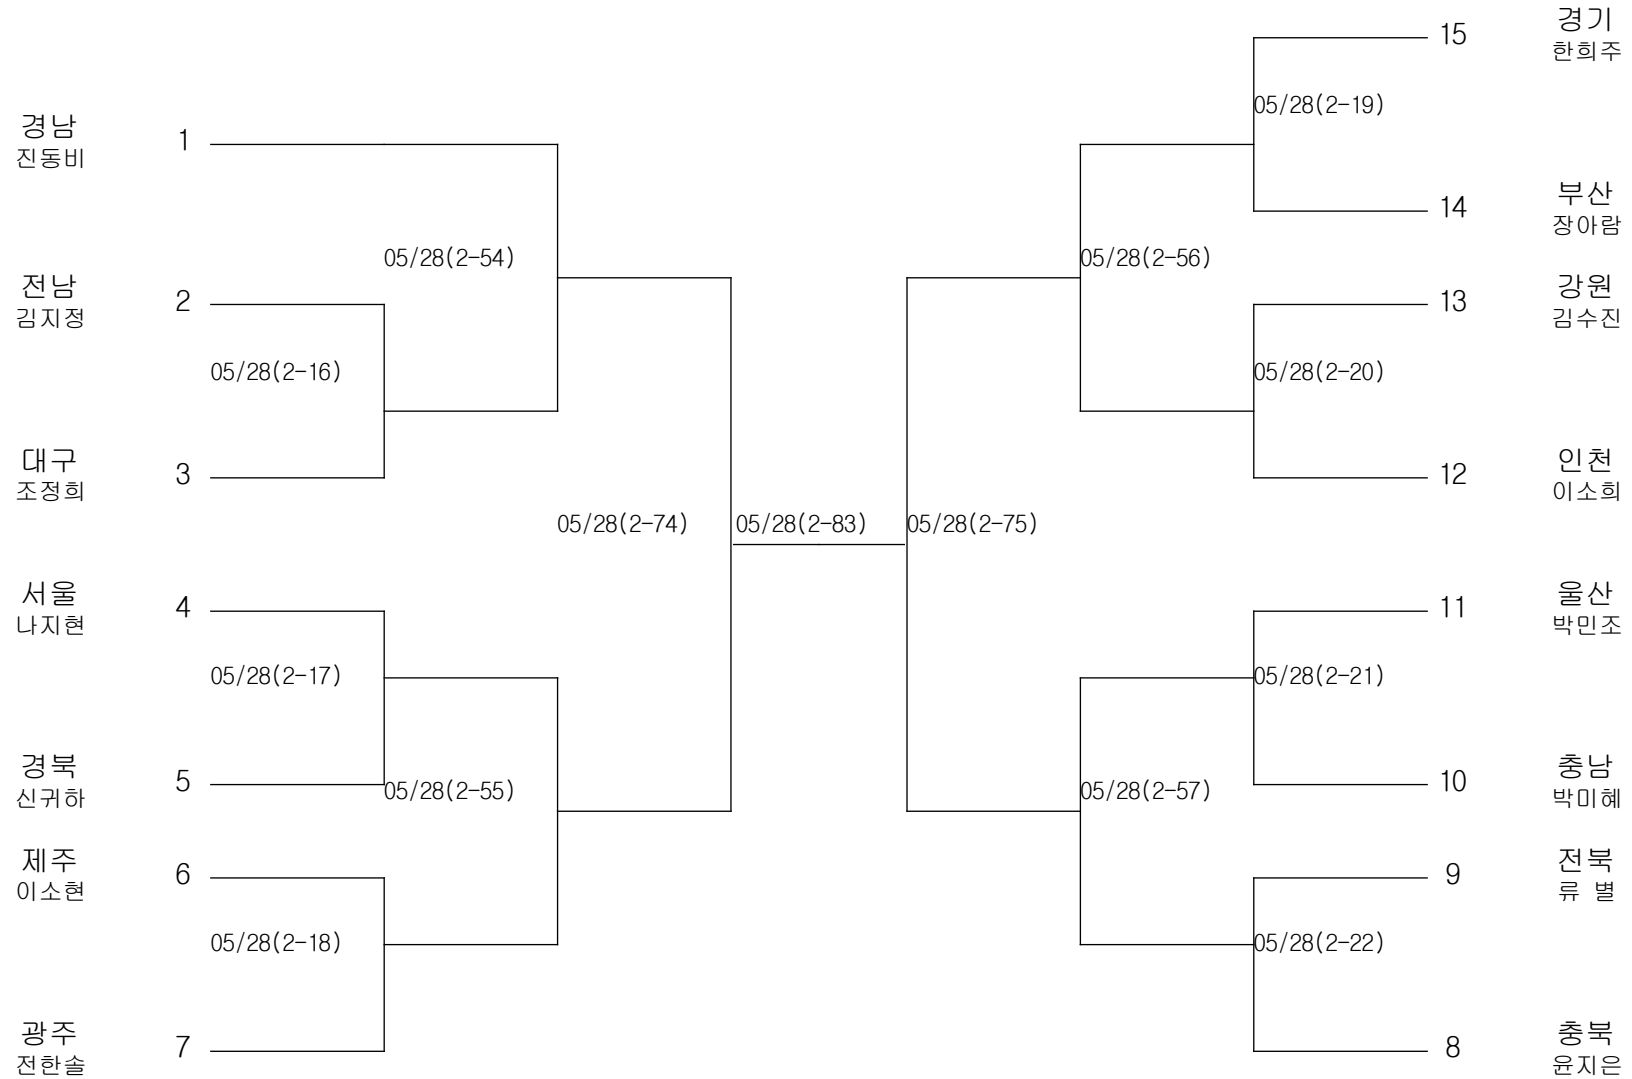 15
경기
한희주
05/28(2-19)
경남
진동비
1
14
부산
장아람
05/28(2-54)
05/28(2-56)
전남
김지정
2
13
강원
김수진
05/28(2-16)
05/28(2-20)
대구
조정희
3
12
인천
이소희
05/28(2-74)
05/28(2-83)
05/28(2-75)
서울
나지현
4
11
울산
박민조
05/28(2-17)
05/28(2-21)
경북
신귀하
5
05/28(2-55)
05/28(2-57)
10
충남
박미혜
제주
이소현
6
9
전북
류 별
05/28(2-18)
05/28(2-22)
광주
전한솔
7
8
충북
윤지은